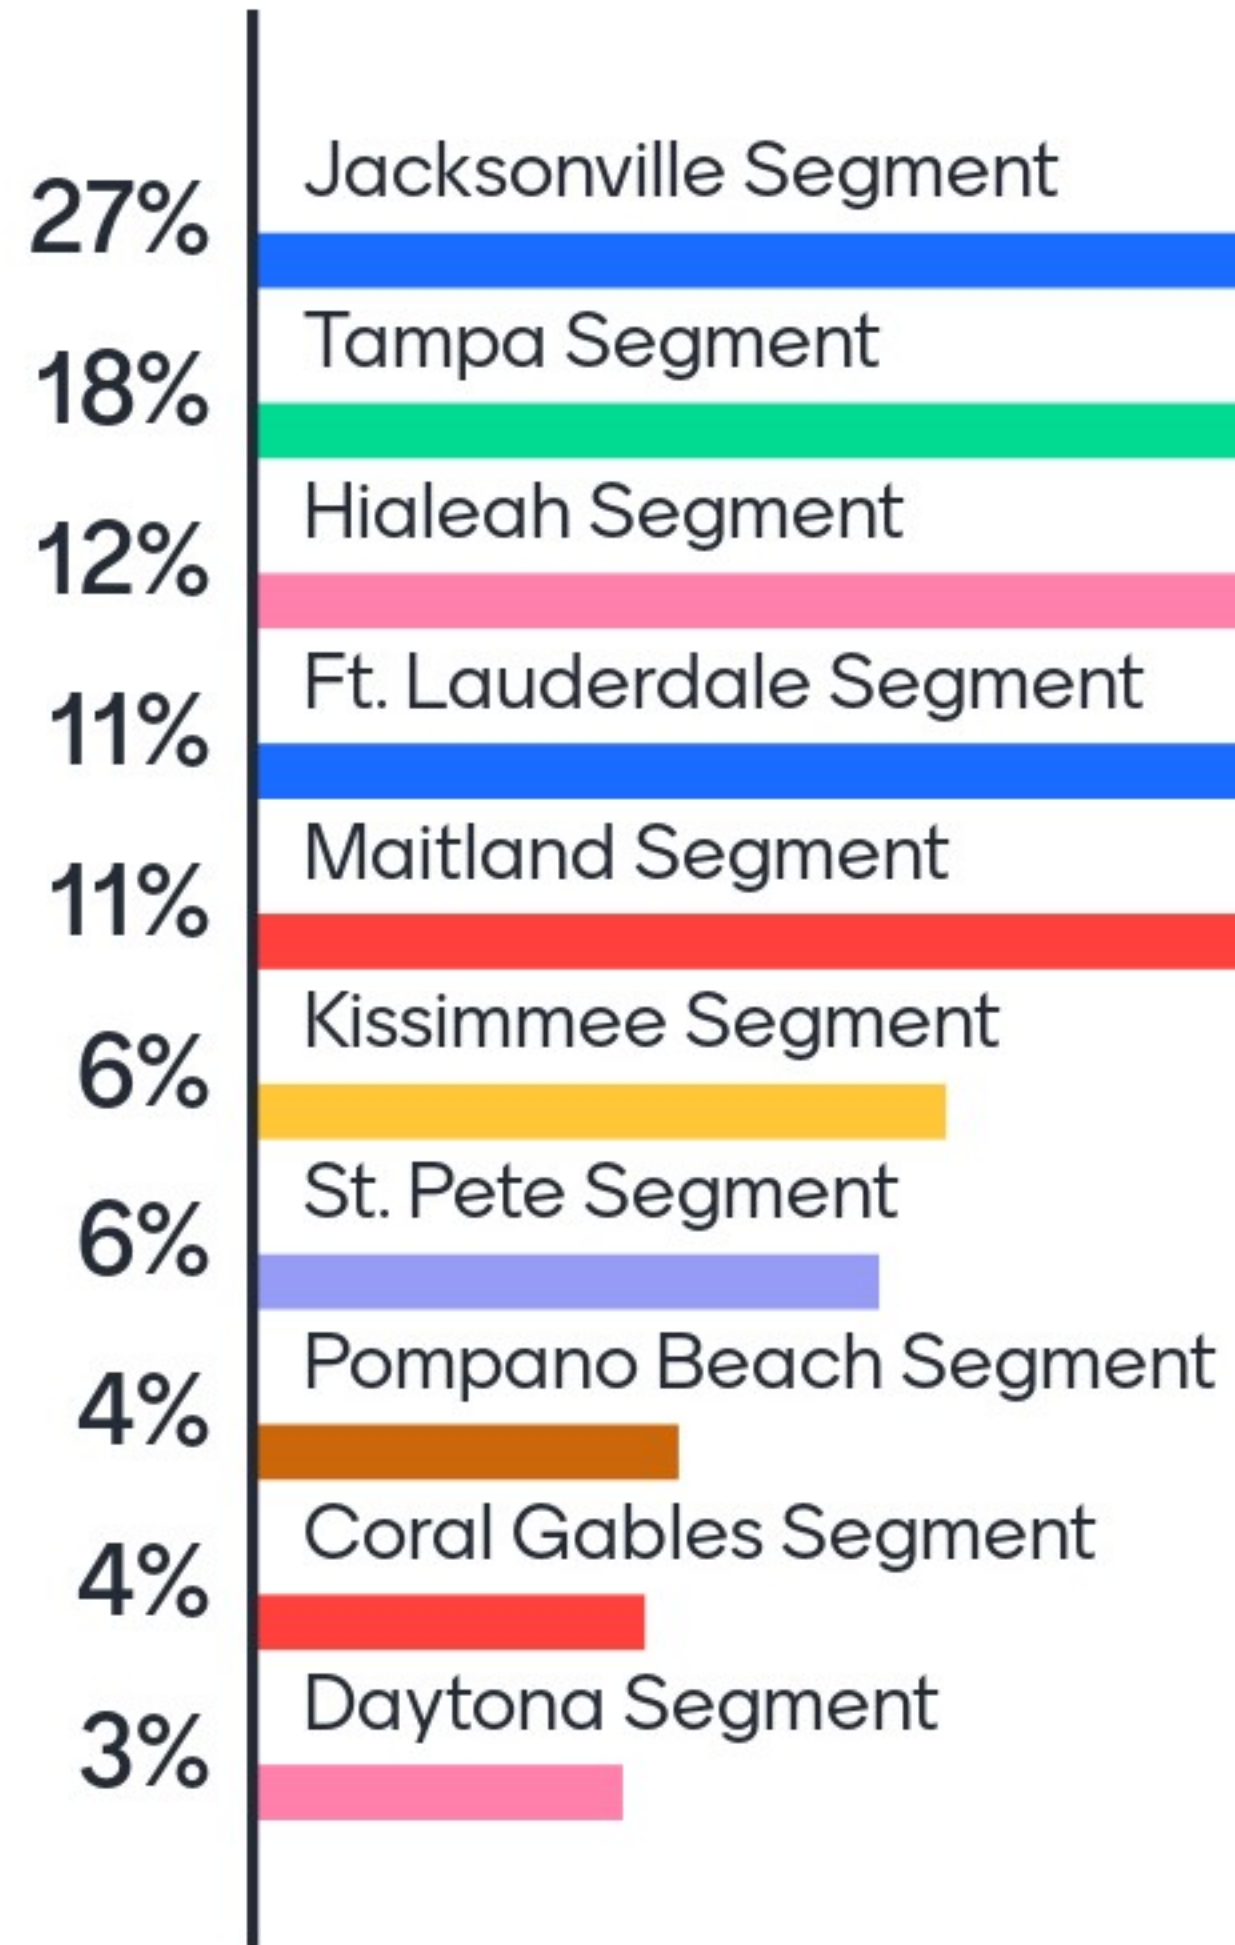 27%
Jacksonville Segment
18%
Tampa Segment
12%
Hialeah Segment
11%
Ft. Lauderdale Segment
11%
Maitland Segment
6%
Kissimmee Segment
6%
St. Pete Segment
4%
Pompano Beach Segment
4%
Coral Gables Segment
3%
Daytona Segment